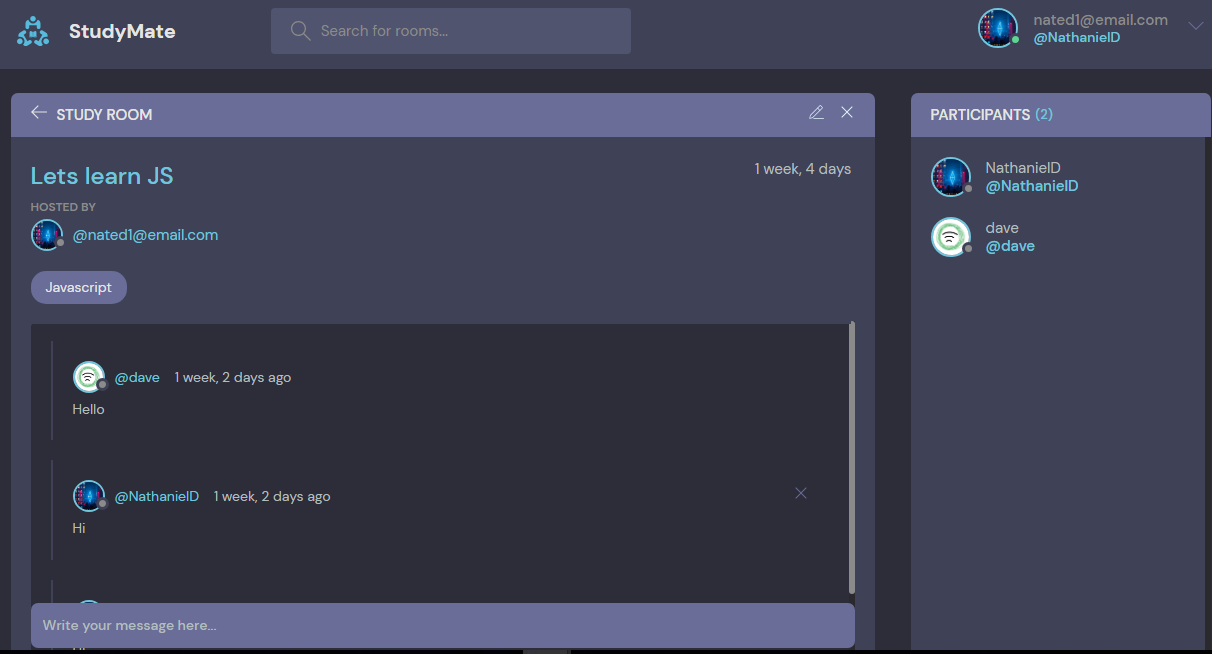 StudyMate
Search for rooms...
nated1@email.com
@NathanielD
STUDY ROOM
Lets learn JS
1 week, 4 days
HOSTED BY
@nated1@email.com
Javascript
@dave 1 week, 2 days ago
Hello
@NathanielD 1 week, 2 days ago
Hi
Write your message here...
PARTICIPANTS (2)
NathanielD
@NathanielD
dave
@dave